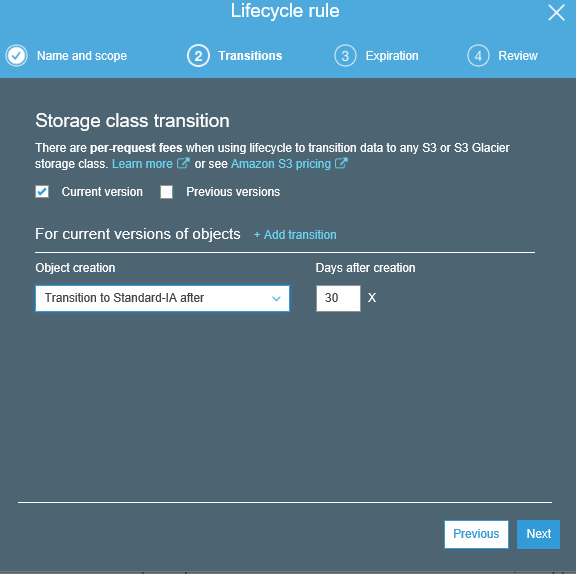 Lifecycle rule
Name and scope
2 Transitions
3 Expiration
4 Review
Storage class transition
There are per-request fees when using lifecycle to transition data to any S3 or S3 Glacier
storage class. Learn more or see Amazon S3 pricing
Current version Previous versions
For current versions of objects + Add transition
Object creation Days after creation
Transition to Standard-IA after 30 X
Previous Next